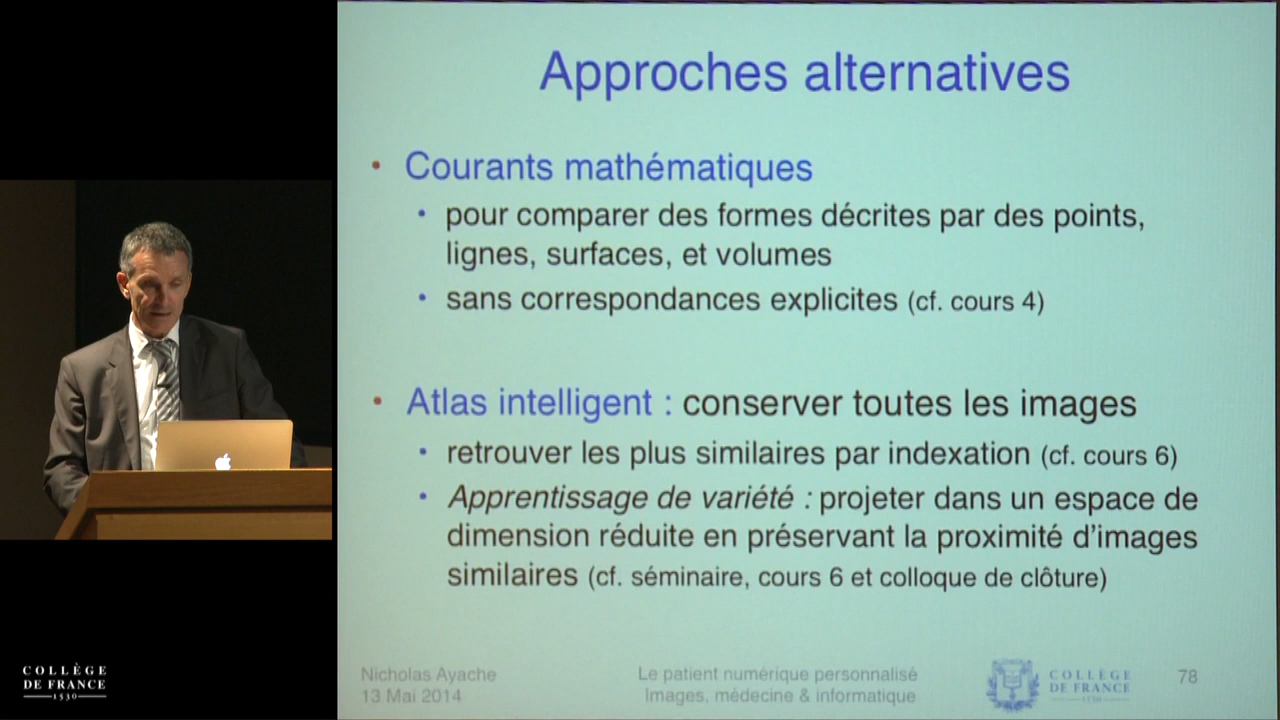 Approches alternatives
• Courants mathématiques
• pour comparer des formes décrites par des points,
lignes, surfaces, et volumes
• sans correspondances explicites (cf. cours 4)
• Atlas intelligent : conserver toutes les images
• retrouver les plus similaires par indexation (cf. cours 6)
• Apprentissage de variété : projeter dans un espace de
dimension réduite en préservant la proximité d'images
similaires (cf. séminaire, cours 6 et colloque de clôture)
Nicholas Ayache
13 Mai 2014
Le patient numérique personnalisé
Images, médecine & informatique
COLLÈGE
DE FRANCE
1530
78
COLLÈGE
DE FRANCE
1530